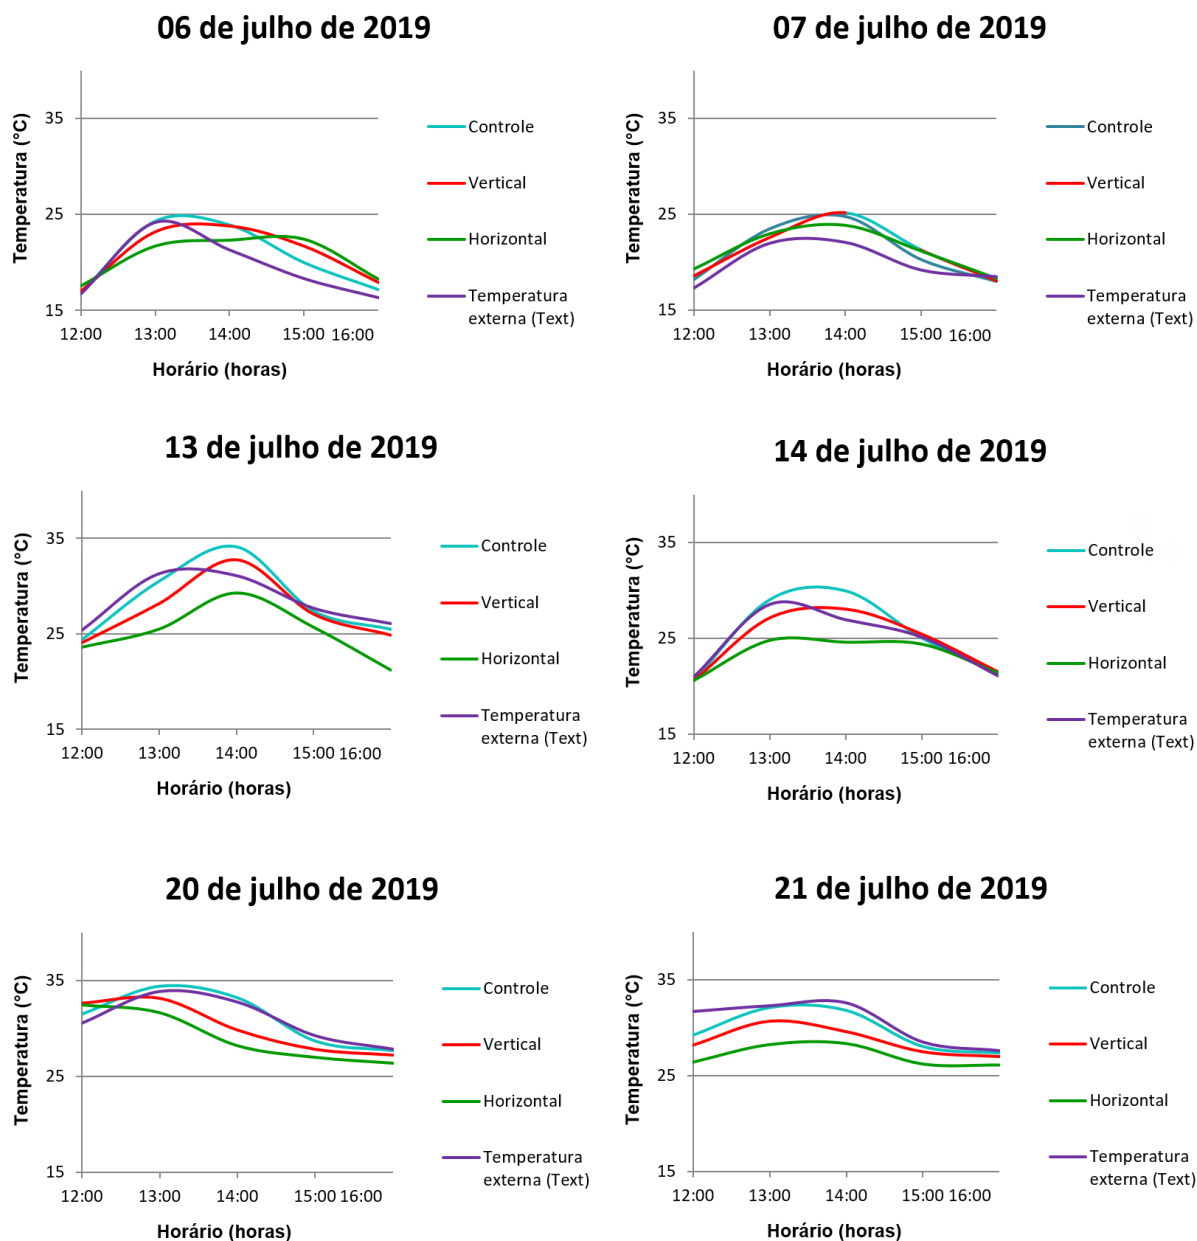 06 de julho de 2019
Temperatura (°C)
35
25
15
12:00 13:00 14:00 15:00 16:00
Horário (horas)
Controle
Vertical
Horizontal
Temperatura
externa (Text)
07 de julho de 2019
Temperatura (°C)
35
25
15
12:00 13:00 14:00 15:00 16:00
Horário (horas)
Controle
Vertical
Horizontal
Temperatura
externa (Text)
13 de julho de 2019
Temperatura (°C)
35
25
15
12:00 13:00 14:00 15:00 16:00
Horário (horas)
Controle
Vertical
Horizontal
Temperatura
externa (Text)
14 de julho de 2019
Temperatura (°C)
35
25
15
12:00 13:00 14:00 15:00 16:00
Horário (horas)
Controle
Vertical
Horizontal
Temperatura
externa (Text)
20 de julho de 2019
Temperatura (°C)
35
25
15
12:00 13:00 14:00 15:00 16:00
Horário (horas)
Controle
Vertical
Horizontal
Temperatura
externa (Text)
21 de julho de 2019
Temperatura (°C)
35
25
15
12:00 13:00 14:00 15:00 16:00
Horário (horas)
Controle
Vertical
Horizontal
Temperatura
externa (Text)